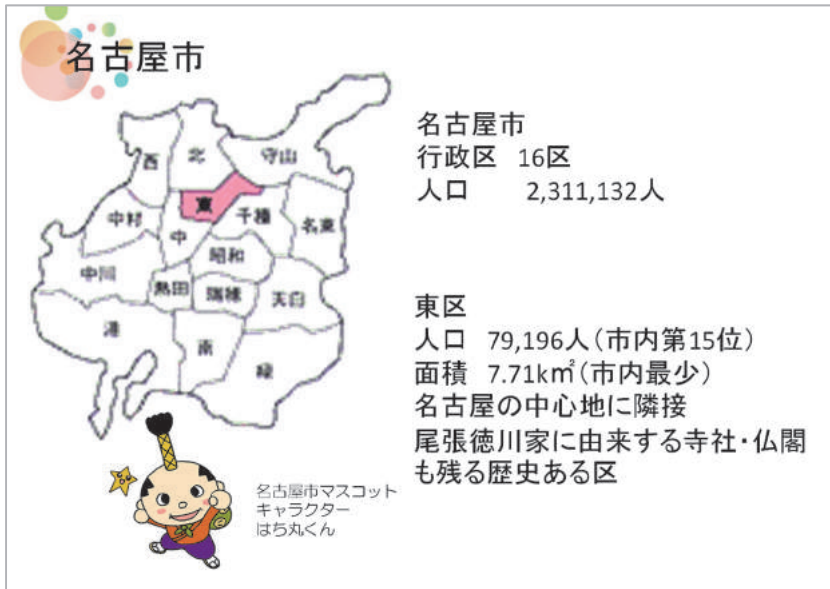 名古屋市
西
北
守山
東
中村
中
千種
名東
昭和
中川
熱田
瑞穂
天白
港
南
緑
名古屋市
行政区 16区
人口 2,311,132人
東区
人口 79,196人(市内第15位)
面積 7.71k㎡(市内最少)
名古屋の中心地に隣接
尾張徳川家に由来する寺社・仏閣
も残る歴史ある区
名古屋市マスコット
キャラクター
はち丸くん